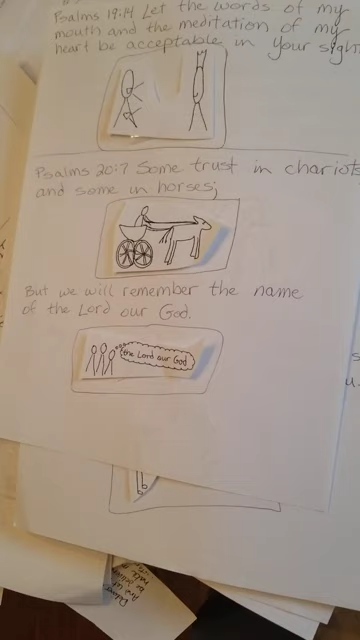 Psalms 19:14 Let the words of my
mouth and the meditation of my
heart be acceptable in your sight
Psalms 20:7 Some trust in chariots
and some in horses;
But we will remember the name
of the Lord our God.
the Lord our God